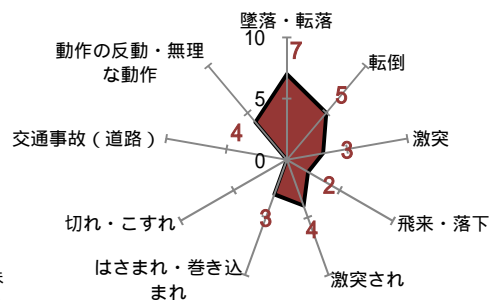 墜落・転落
10
7
動作の反動・無理
な動作
転倒
5
5
4
交通事故(道路)
激突
3
0
2
切れ・こすれ
飛来・落下
3
4
はさまれ・巻き込
まれ
激突され